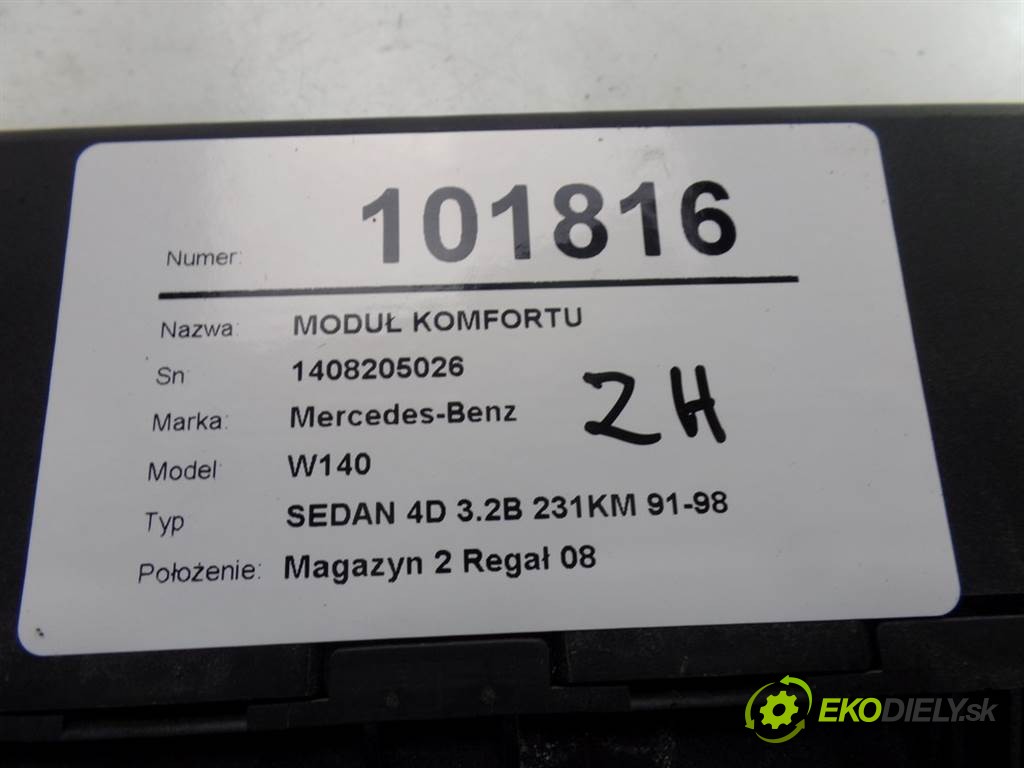 Numer: 101816
Nazwa: MODUŁ KOMFORTU
Sn 1408205026
Marka: Mercedes-Benz
ZH
Model W140
Typ SEDAN 4D 3.2B 231KM 91-98
Położenie: Magazyn 2 Regał 08
EKODIELY.sk